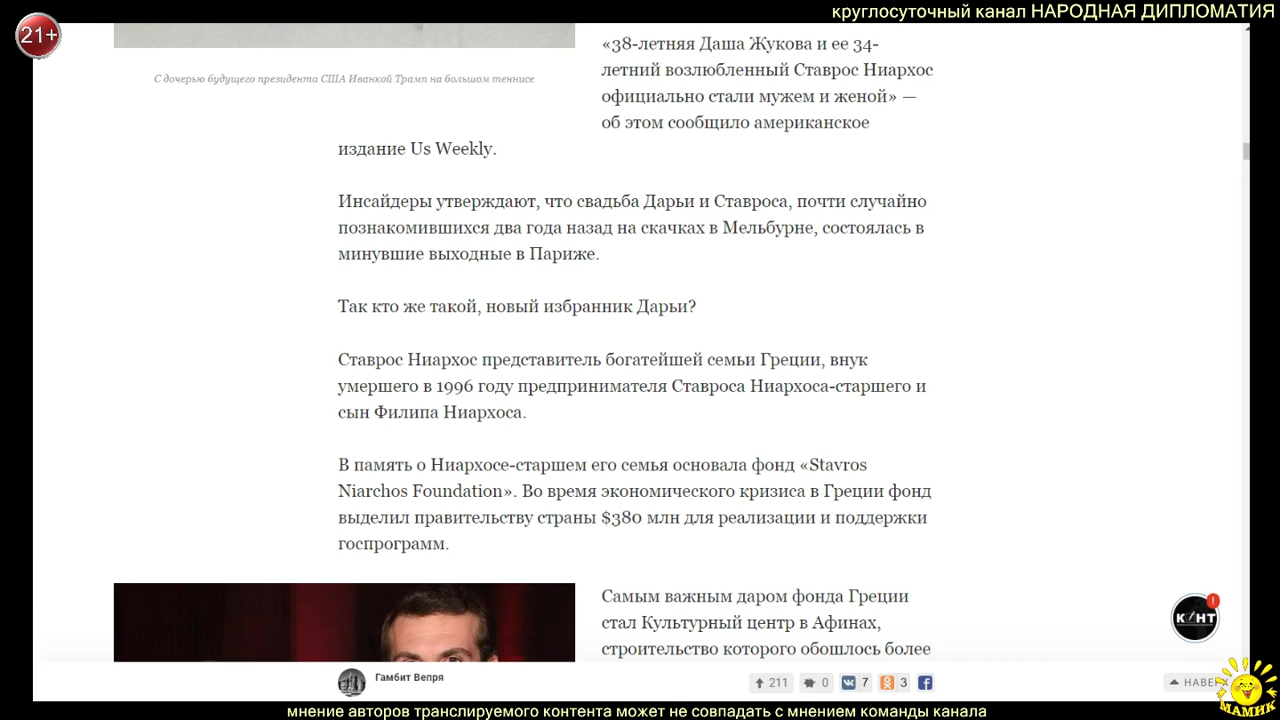 круглосуточный канал НАРОДНАЯ ДИПЛОМАТИЯ
21+
С дочерью будущего президента США Иванкой Трамп на большом теннисе
«38-летняя Даша Жукова и ее 34-
летний возлюбленный Ставрос Ниархос
официально стали мужем и женой» —
об этом сообщило американское
издание Us Weekly.
Инсайдеры утверждают, что свадьба Дарьи и Ставроса, почти случайно
познакомившихся два года назад на скачках в Мельбурне, состоялась в
минувшие выходные в Париже.
Так кто же такой, новый избранник Дарьи?
Ставрос Ниархос представитель богатейшей семьи Греции, внук
умершего в 1996 году предпринимателя Ставроса Ниархоса-старшего и
сын Филипа Ниархоса.
В память о Ниархосе-старшем его семья основала фонд «Stavros
Niarchos Foundation». Во время экономического кризиса в Греции фонд
выделил правительству страны $380 млн для реализации и поддержки
госпрограмм.
Самым важным даром фонда Греции
стал Культурный центр в Афинах,
строительство которого обошлось более
КОНТ
Гамбит Вепря
211 0 7 3
НАВЕР
МАМИК
мнение авторов транслируемого контента может не совпадать с мнением команды канала